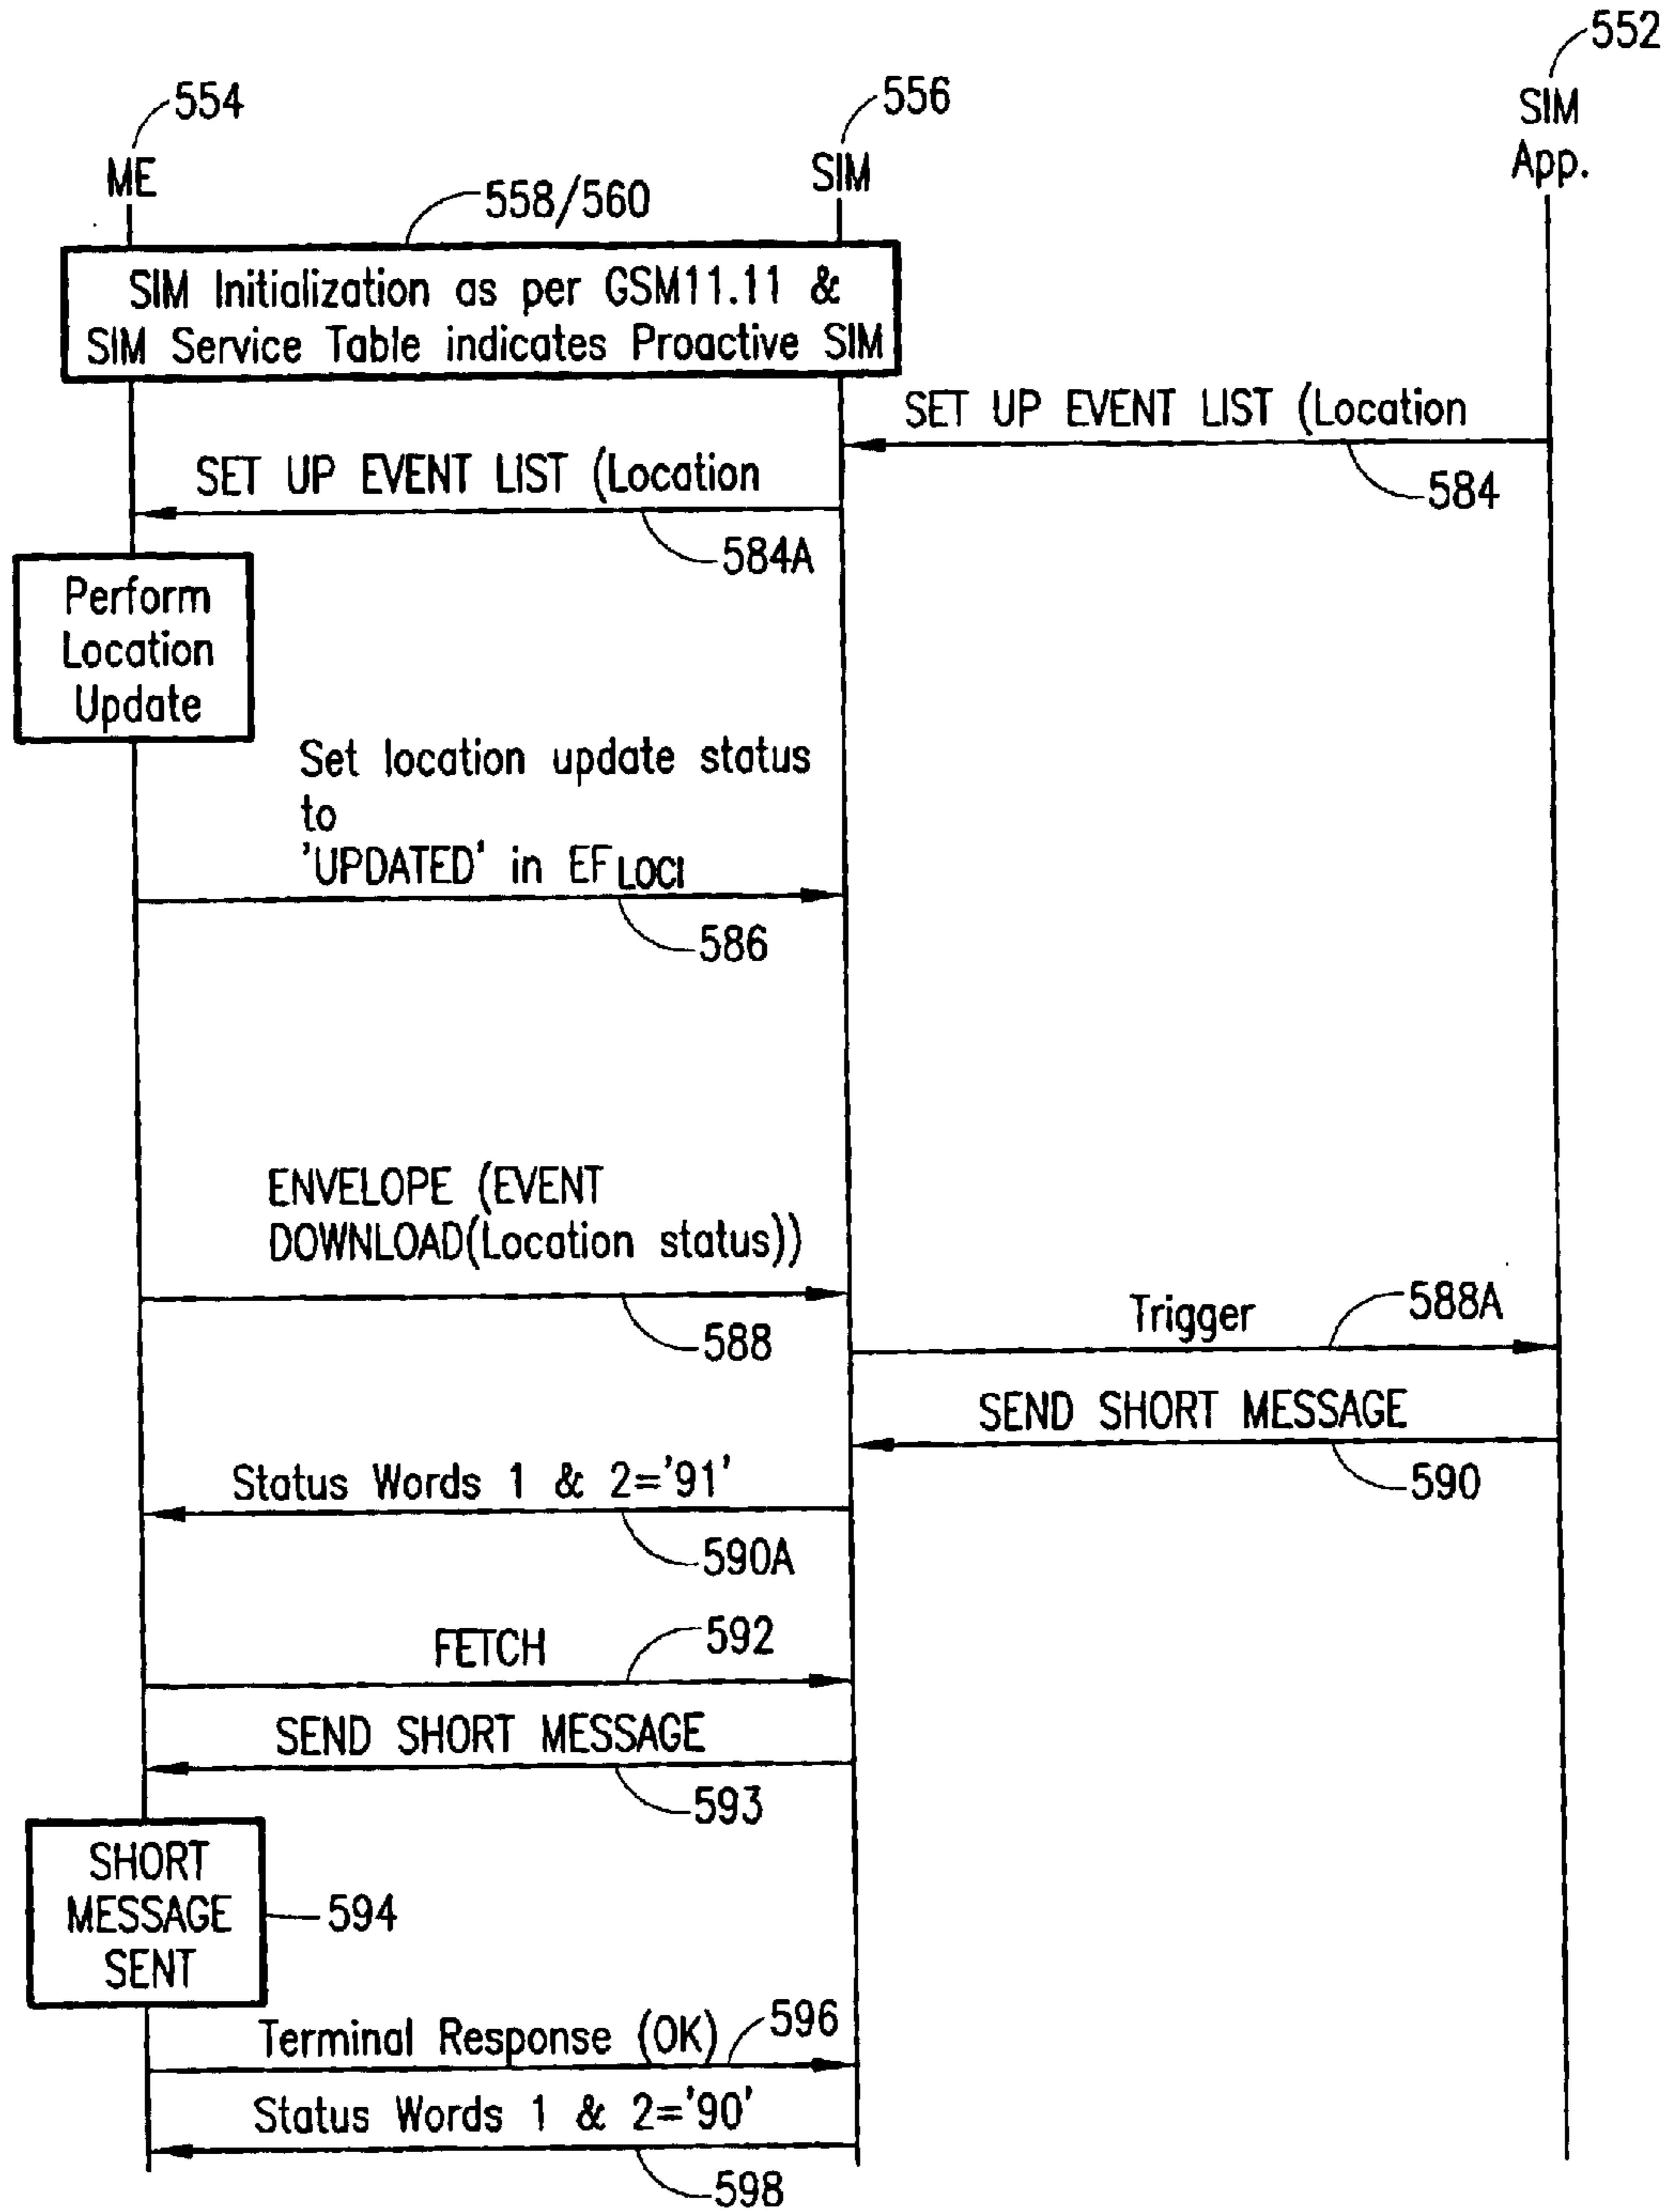 552
SIM
App.
554
ME
556
SIM
558/560
SIM Initialization as per GSM11.11 &
SIM Service Table indicates Proactive SIM
SET UP EVENT LIST (Location
584
SET UP EVENT LIST (Location
584A
Perform
Location
Update
Set location update status
to
'UPDATED' in EF LOCI
586
ENVELOPE (EVENT
DOWNLOAD(Location status))
588
Trigger
588A
SEND SHORT MESSAGE
590
Status Words 1 & 2='91'
590A
FETCH
592
SEND SHORT MESSAGE
593
SHORT
MESSAGE
SENT
594
Terminal Response (OK)
596
Status Words 1 & 2='90'
598